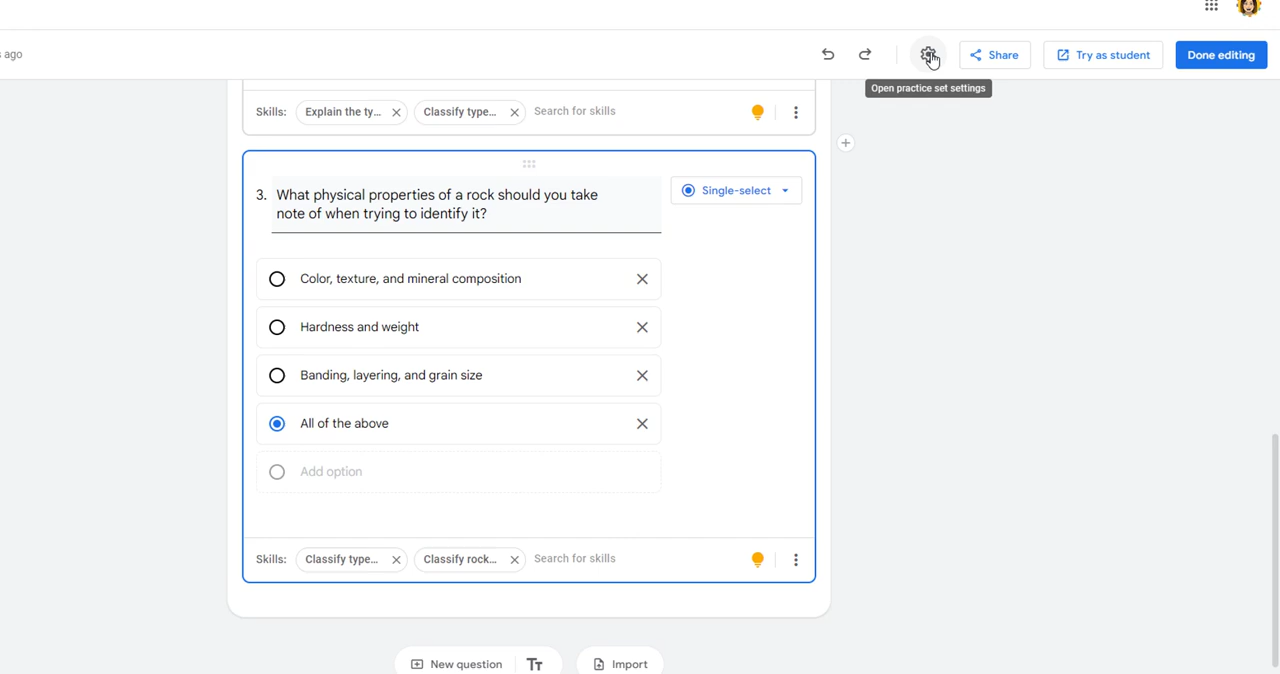 s ago
Share
Try as student
Done editing
Open practice set settings
Skills: Explain the ty... Classify type... Search for skills
3. What physical properties of a rock should you take
note of when trying to identify it?
Single-select
Color, texture, and mineral composition
Hardness and weight
Banding, layering, and grain size
All of the above
Add option
Skills: Classify type... Classify rock... Search for skills
New question Tт Import